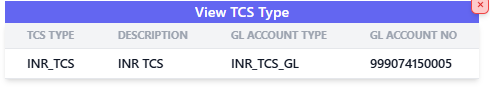 View TCS Type
TCS TYPE DESCRIPTION GL ACCOUNT TYPE GL ACCOUNT NO
INR_TCS INR TCS INR_TCS_GL 999074150005